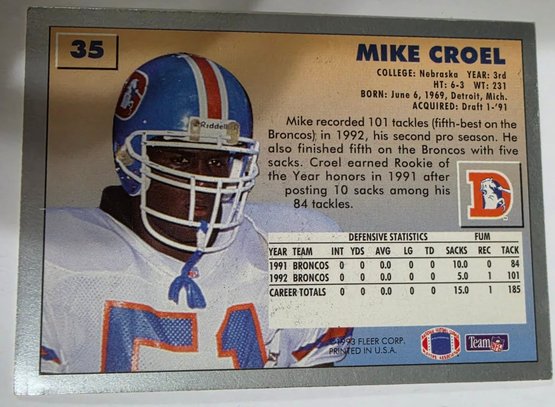 35
MIKE CROEL
COLLEGE: Nebraska YEAR: 3rd
HT: 6-3 WT: 231
BORN: June 6, 1969, Detroit, Mich.
ACQUIRED: Draft 1-'91
Mike recorded 101 tackles (fifth-best on the
Broncos) in 1992, his second pro season. He
also finished fifth on the Broncos with five
sacks. Croel earned Rookie of
the Year honors in 1991 after
posting 10 sacks among his
84 tackles.
Riddell
D
DEFENSIVE STATISTICS FUM
YEAR TEAM INT YDS AVG LG TD SACKS REC TACK
1991 BRONCOS 0 0 0.0 0 0 10.0 0 84
1992 BRONCOS 0 0 0.0 0 0 5.0 1 101
CAREER TOTALS 0 0 0.0 0 0 15.0 1 185
51
©1993 FLEER CORP.
PRINTED IN U.S.A.
Team NFL